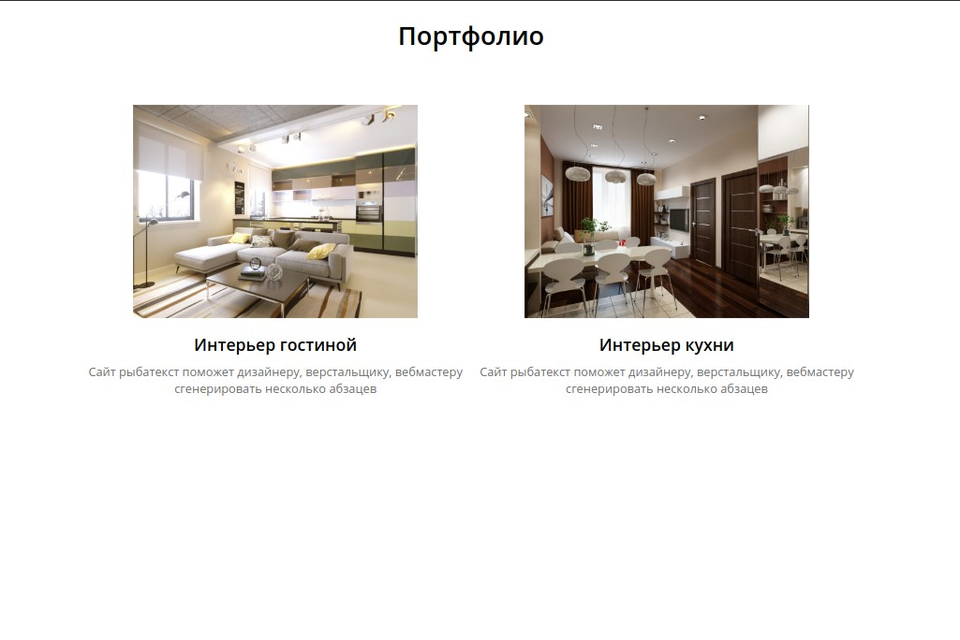 Портфолио
Интерьер гостиной
Сайт рыбатекст поможет дизайнеру, верстальщику, вебмастеру
сгенерировать несколько абзацев
Интерьер кухни
Сайт рыбатекст поможет дизайнеру, верстальщику, вебмастеру
сгенерировать несколько абзацев